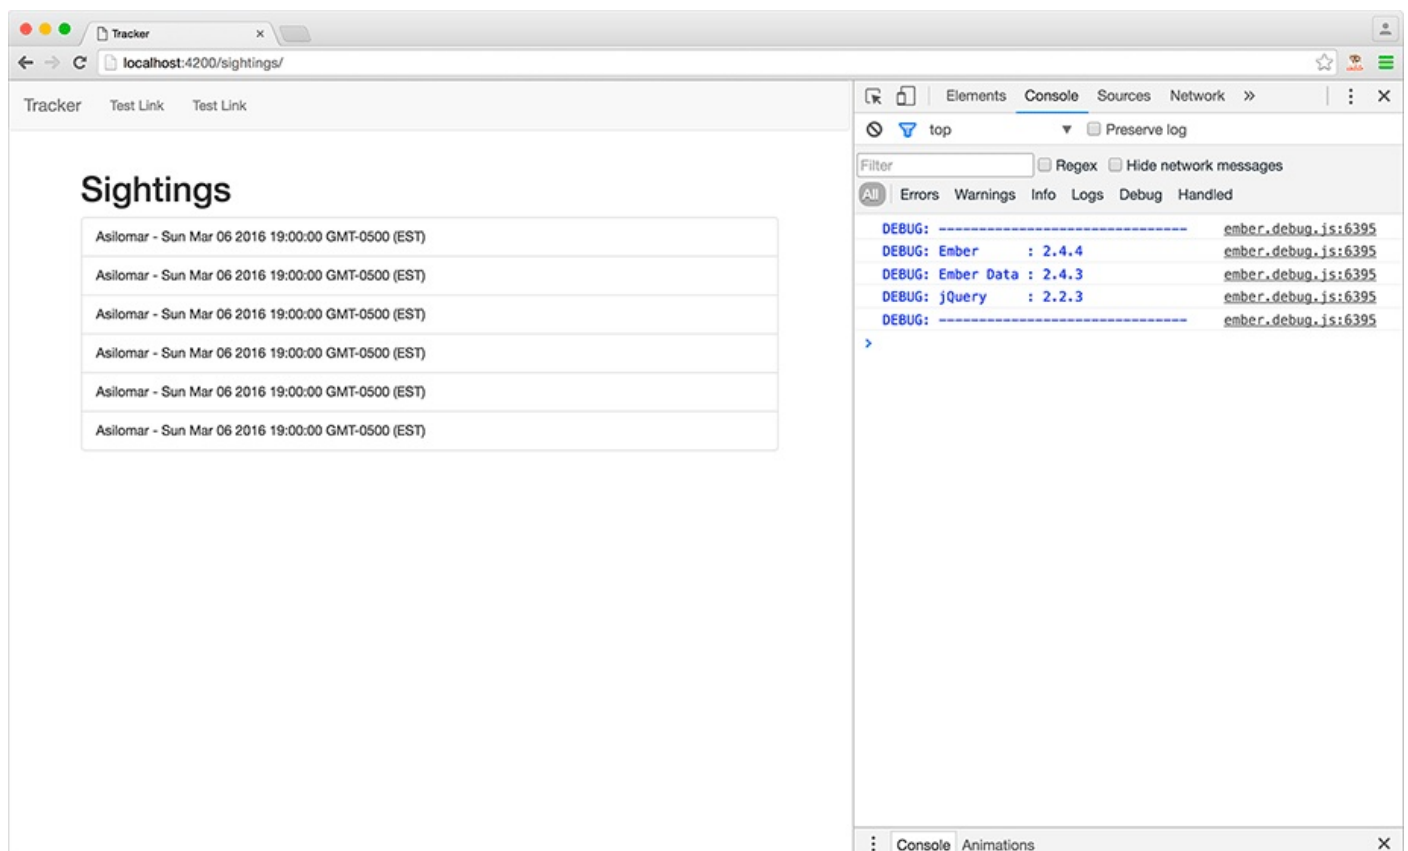 Tracker
localhost:4200/sightings/
Tracker Test Link Test Link
Sightings
Asilomar - Sun Mar 06 2016 19:00:00 GMT-0500 (EST)
Asilomar - Sun Mar 06 2016 19:00:00 GMT-0500 (EST)
Asilomar - Sun Mar 06 2016 19:00:00 GMT-0500 (EST)
Asilomar - Sun Mar 06 2016 19:00:00 GMT-0500 (EST)
Asilomar - Sun Mar 06 2016 19:00:00 GMT-0500 (EST)
Asilomar - Sun Mar 06 2016 19:00:00 GMT-0500 (EST)
Elements Console Sources Network »
top Preserve log
Filter Regex Hide network messages
All Errors Warnings Info Logs Debug Handled
DEBUG: ------------------------------- ember.debug.js:6395
DEBUG: Ember : 2.4.4 ember.debug.js:6395
DEBUG: Ember Data : 2.4.3 ember.debug.js:6395
DEBUG: jQuery : 2.2.3 ember.debug.js:6395
DEBUG: ------------------------------- ember.debug.js:6395
>
Console Animations